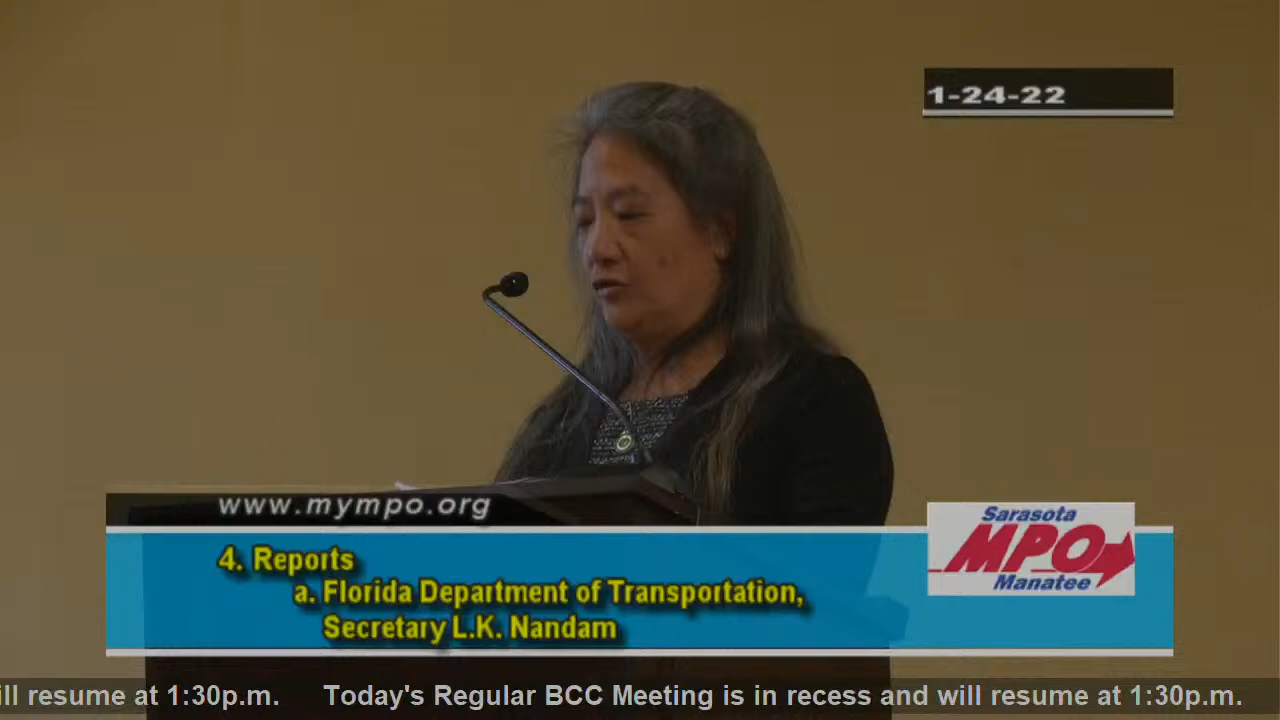 1-24-22
www.mympo.org
Sarasota
MPO
Manatee
4. Reports
a. Florida Department of Transportation,
Secretary L.K. Nandam
ill resume at 1:30p.m. Today's Regular BCC Meeting is in recess and will resume at 1:30p.m.